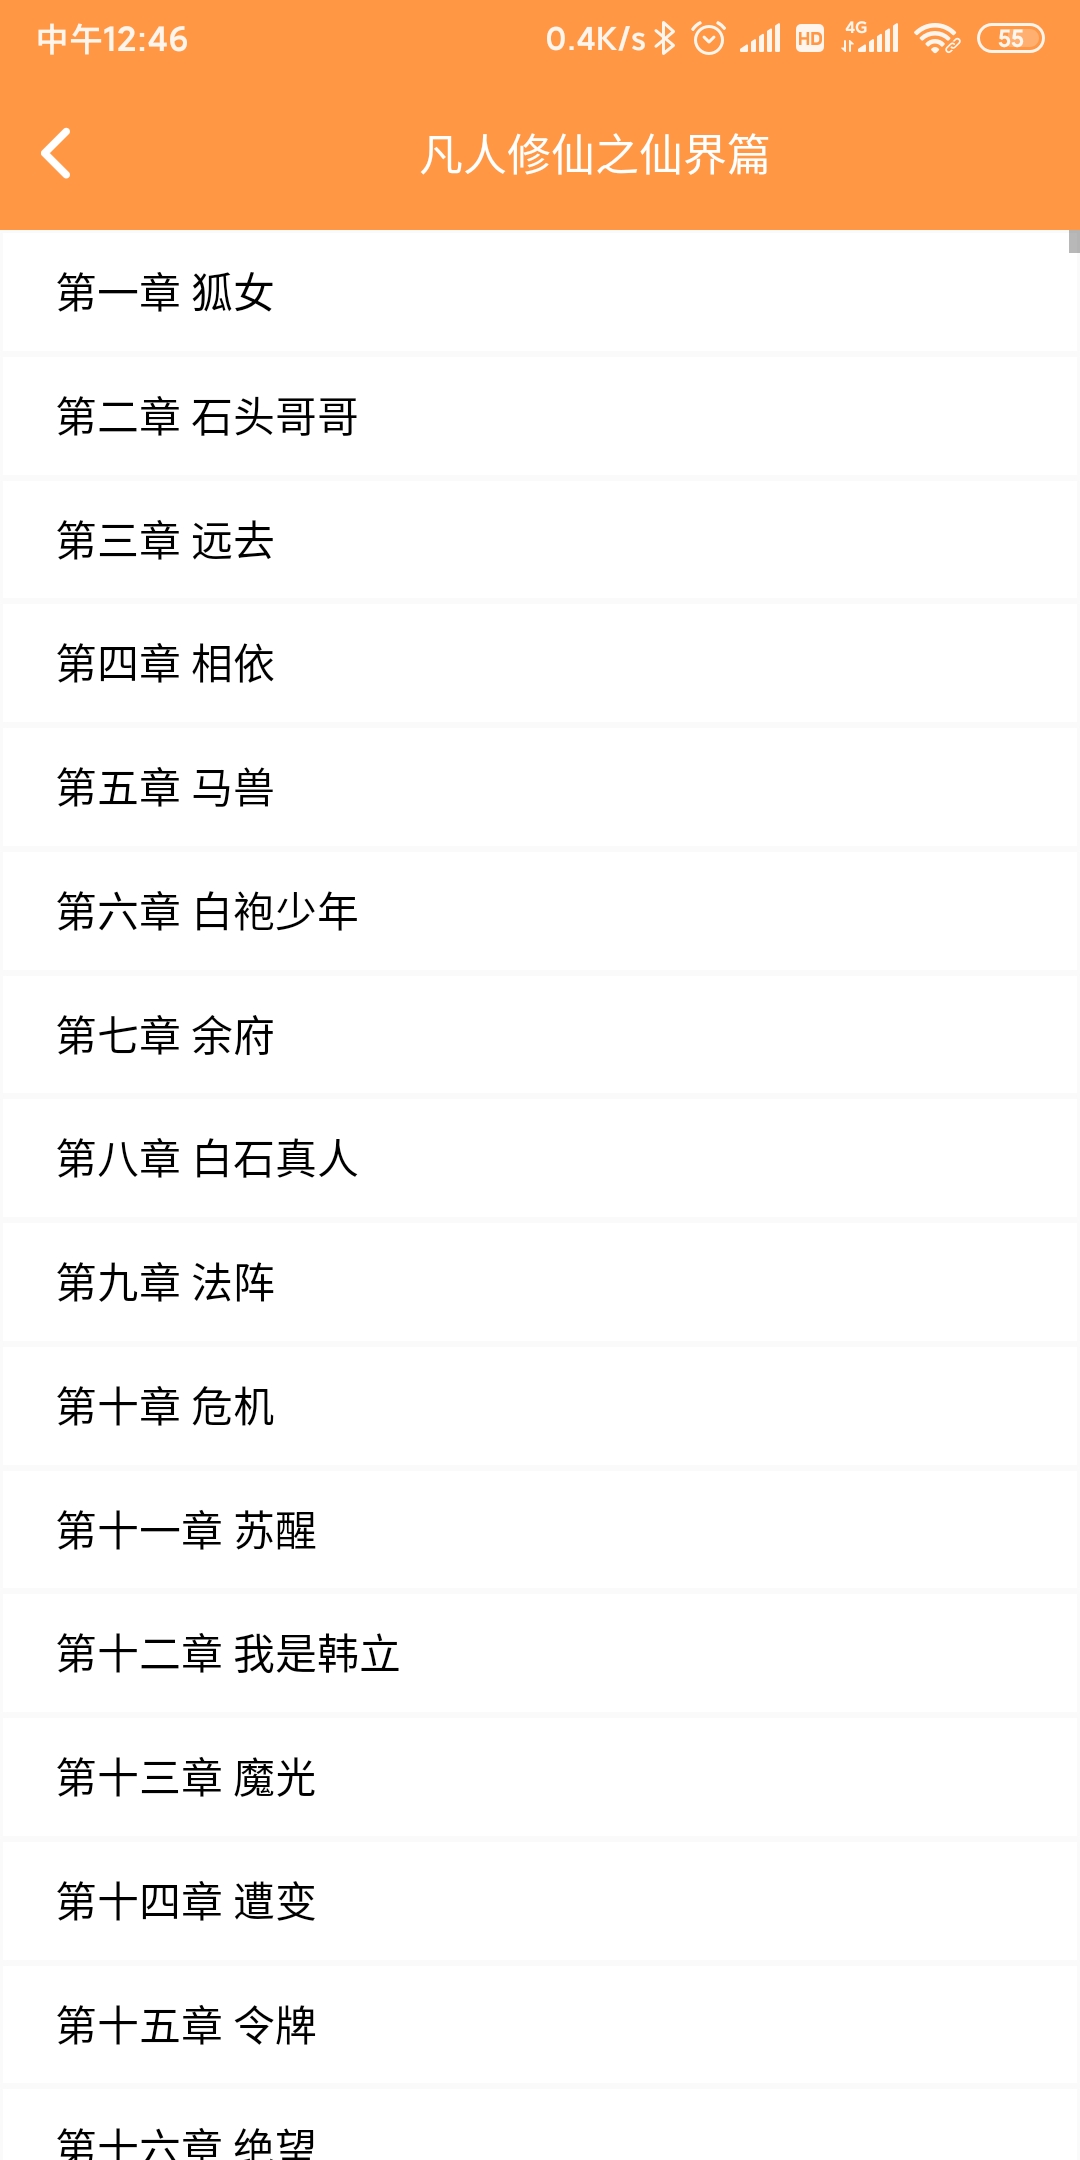 中午12:46 0.4K/s HD 4G 55
凡人修仙之仙界篇
第一章 狐女
第二章 石头哥哥
第三章 远去
第四章 相依
第五章 马兽
第六章 白袍少年
第七章 余府
第八章 白石真人
第九章 法阵
第十章 危机
第十一章 苏醒
第十二章 我是韩立
第十三章 魔光
第十四章 遭变
第十五章 令牌
第十六章 绝望